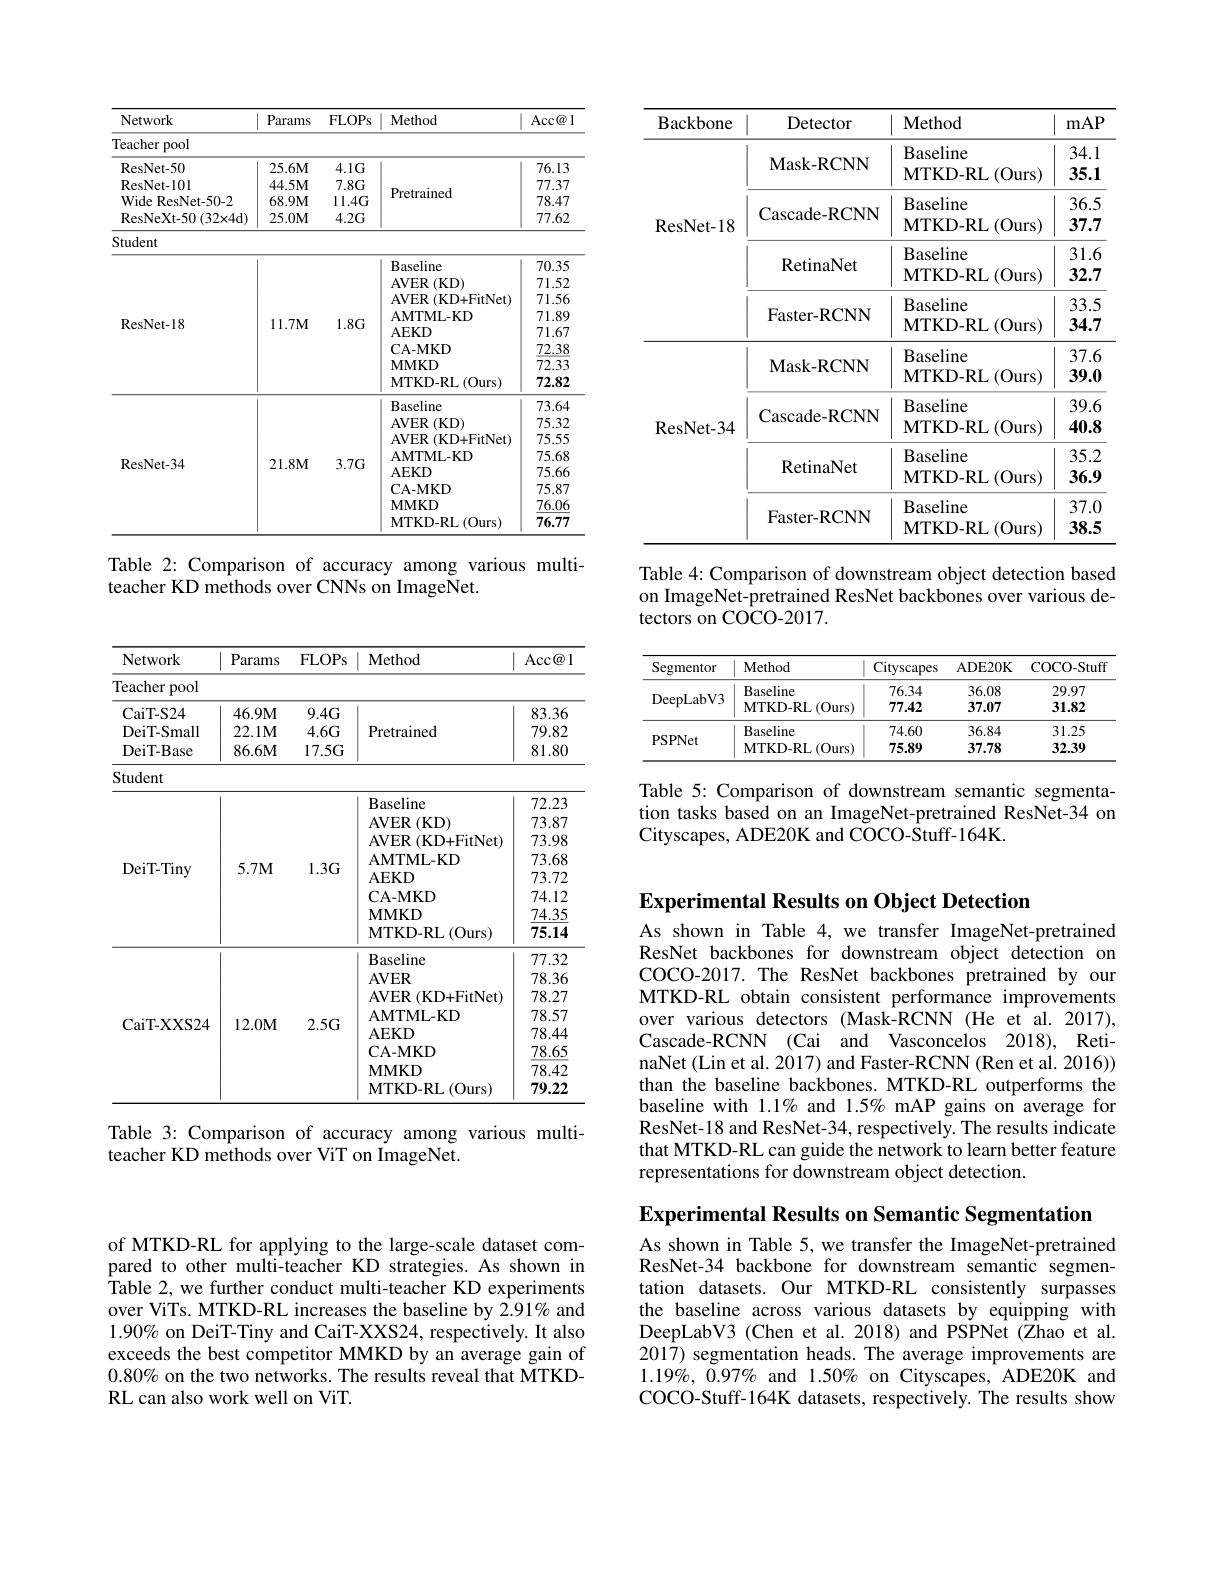 Network Params FLOPs Method Acc@1
Teacher pool
ResNet-50 25.6M 4.1G 76.13
ResNet-101 44.5M 7.8G 77.37
Pretrained
Wide ResNet-50-2 68.9M 11.4G 78.47
ResNeXt-50 (32×4d) 25.0M 4.2G 77.62
Student
Baseline 70.35
AVER (KD) 71.52
AVER (KD+FitNet) 71.56
AMTML-KD 71.89
ResNet-18 11.7M 1.8G
AEKD 71.67
CA-MKD 72.38
MMKD 72.33
MTKD-RL (Ours) 72.82
Baseline 73.64
AVER (KD) 75.32
AVER (KD+FitNet) 75.55
AMTML-KD 75.68
ResNet-34 21.8M 3.7G
AEKD 75.66
CA-MKD 75.87
MMKD 76.06
MTKD-RL (Ours) 76.77
Table 2: Comparison of accuracy among various multi-
teacher KD methods over CNNs on ImageNet.
Network Params FLOPs Method Acc@1
Teacher pool
CaiT-S24 46.9M 9.4G 83.36
DeiT-Small 22.1M 4.6G Pretrained 79.82
DeiT-Base 86.6M 17.5G 81.80
Student
Baseline 72.23
AVER (KD) 73.87
AVER (KD+FitNet) 73.98
AMTML-KD 73.68
DeiT-Tiny 5.7M 1.3G
AEKD 73.72
CA-MKD 74.12
MMKD 74.35
MTKD-RL (Ours) 75.14
Baseline 77.32
AVER 78.36
AVER (KD+FitNet) 78.27
AMTML-KD 78.57
CaiT-XXS24 12.0M 2.5G
AEKD 78.44
CA-MKD 78.65
MMKD 78.42
MTKD-RL (Ours) 79.22
Table 3: Comparison of accuracy among various multi-
teacher KD methods over ViT on ImageNet.
of MTKD-RL for applying to the large-scale dataset com-
pared to other multi-teacher KD strategies. As shown in
Table 2, we further conduct multi-teacher KD experiments
over ViTs. MTKD-RL increases the baseline by 2.91% and
1.90% on DeiT-Tiny and CaiT-XXS24, respectively. It also
exceeds the best competitor MMKD by an average gain of
0.80% on the two networks. The results reveal that MTKD-
RL can also work well on ViT.
Backbone Detector Method mAP
Baseline 34.1
Mask-RCNN
MTKD-RL (Ours) 35.1
Baseline 36.5
Cascade-RCNN
MTKD-RL (Ours) 37.7
ResNet-18
Baseline 31.6
RetinaNet
MTKD-RL (Ours) 32.7
Baseline 33.5
Faster-RCNN
MTKD-RL (Ours) 34.7
Baseline 37.6
Mask-RCNN
MTKD-RL (Ours) 39.0
Baseline 39.6
Cascade-RCNN
MTKD-RL (Ours) 40.8
ResNet-34
Baseline 35.2
RetinaNet
MTKD-RL (Ours) 36.9
Baseline 37.0
Faster-RCNN
MTKD-RL (Ours) 38.5
Table 4: Comparison of downstream object detection based
on ImageNet-pretrained ResNet backbones over various de-
tectors on COCO-2017.
Segmentor Method Cityscapes ADE20K COCO-Stuff
Baseline 76.34 36.08 29.97
DeepLabV3
MTKD-RL (Ours) 77.42 37.07 31.82
Baseline 74.60 36.84 31.25
PSPNet
MTKD-RL (Ours) 75.89 37.78 32.39
Table 5: Comparison of downstream semantic segmenta-
tion tasks based on an ImageNet-pretrained ResNet-34 on
Cityscapes, ADE20K and COCO-Stuff-164K.
Experimental Results on Object Detection
As shown in Table 4, we transfer ImageNet-pretrained
ResNet backbones for downstream object detection on
COCO-2017. The ResNet backbones pretrained by our
MTKD-RL obtain consistent performance improvements
over various detectors (Mask-RCNN (He et al. 2017),
Cascade-RCNN (Cai and Vasconcelos 2018), Reti-
naNet (Lin et al. 2017) and Faster-RCNN (Ren et al. 2016))
than the baseline backbones. MTKD-RL outperforms the
baseline with 1.1% and 1.5% mAP gains on average for
ResNet-18 and ResNet-34, respectively. The results indicate
that MTKD-RL can guide the network to learn better feature
representations for downstream object detection.
Experimental Results on Semantic Segmentation
As shown in Table 5, we transfer the ImageNet-pretrained
ResNet-34 backbone for downstream semantic segmen-
tation datasets. Our MTKD-RL consistently surpasses
the baseline across various datasets by equipping with
DeepLabV3 (Chen et al. 2018) and PSPNet (Zhao et al.
2017) segmentation heads. The average improvements are
1.19%, 0.97% and 1.50% on Cityscapes, ADE20K and
COCO-Stuff-164K datasets, respectively. The results show